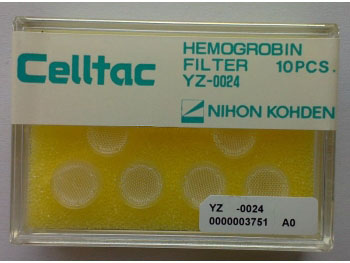 Celltac
HEMOGROBIN
FILTER 10PCS.
YZ-0024
NIHON KOHDEN
YZ -0024
0000003751 A0